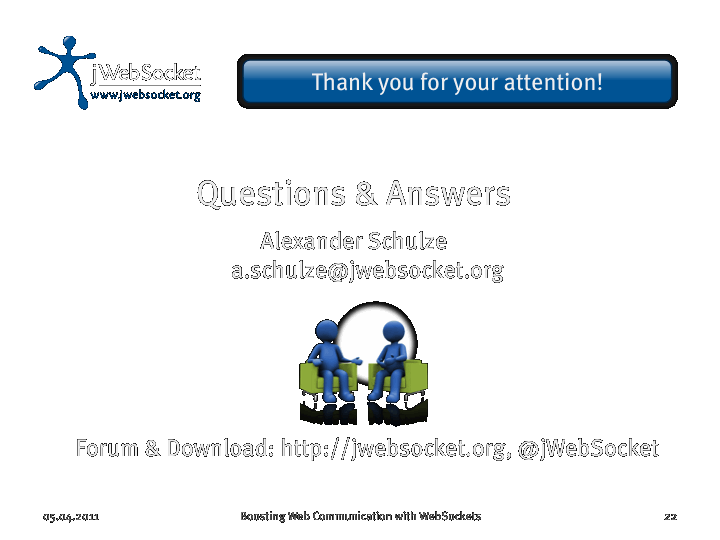 jWebSocket
www.jwebsocket.org
Thank you for your attention!
Questions & Answers
Alexander Schulze
a.schulze@jwebsocket.org
Forum & Download: http://jwebsocket.org, @jWebSocket
05.04.2011 Boosting Web Communication with WebSockets 22